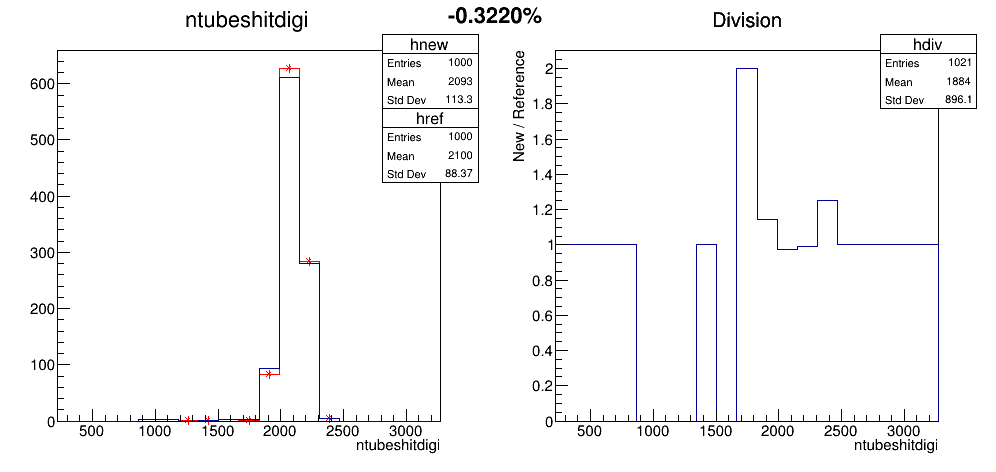 -0.3220%
ntubeshitdigi
hnew
Entries 1000
Mean 2093
Std Dev 113.3
href
Entries 1000
Mean 2100
Std Dev 88.37
600
500
400
300
200
100
0
500 1000 1500 2000 2500 3000
ntubeshitdigi
Division
hdiv
Entries 1021
Mean 1884
Std Dev 896.1
New / Reference
2
1.8
1.6
1.4
1.2
1
0.8
0.6
0.4
0.2
0
500 1000 1500 2000 2500 3000
ntubeshitdigi